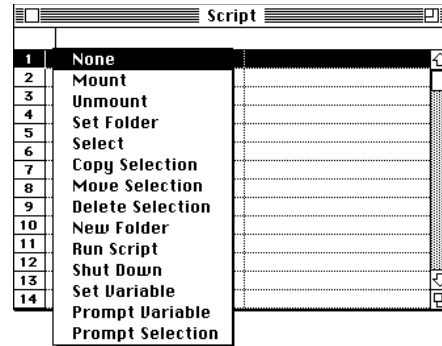 Script
1 None
2 Mount
3 Unmount
4 Set Folder
5 Select
6 Copy Selection
7 Move Selection
8 Delete Selection
9 New Folder
10 Run Script
11 Shut Down
12 Set Variable
13 Prompt Variable
14 Prompt Selection